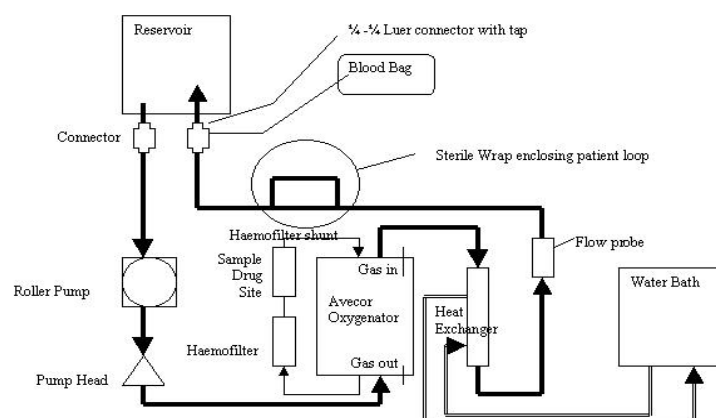 Reservoir
¼ -¼ Luer connector with tap
Blood Bag
Connector
Sterile Wrap enclosing patient loop
Haemofilter shunt
Flow probe
Sample
Drug
Site
Gas in
Roller Pump
Avecor
Oxygenator
Heat
Exchanger
Water Bath
Haemofilter
Gas out
Pump Head